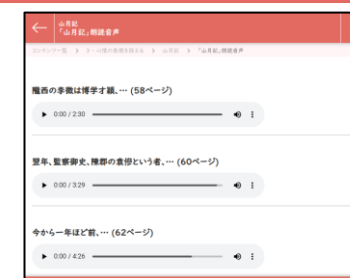 山月記
「山月記」朗読音声
コンテンツ一覧 > 3・心情の表現を捉える > 山月記 > 「山月記」朗読音声
隴西の李徴は博学才穎、… (58ページ)
0:00 / 2:30
翌年、監察御史、陳郡の袁傪という者、… (60ページ)
0:00 / 3:29
今から一年ほど前、… (62ページ)
0:00 / 4:26